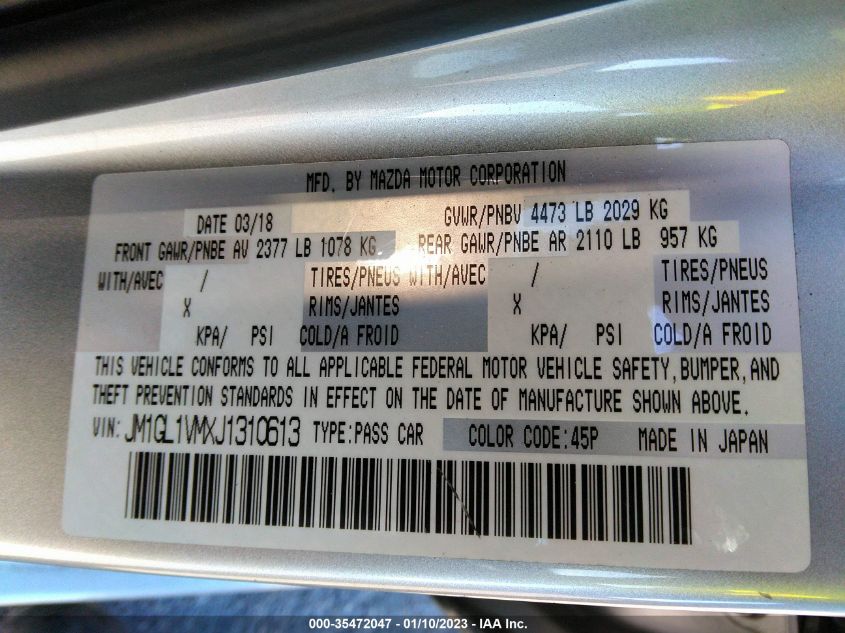 MFD. BY MAZDA MOTOR CORPORATION
DATE 03/18 GVWR/PNBV 4473 LB 2029 KG
FRONT GAWR/PNBE AV 2377 LB 1078 KG REAR GAWR/PNBE AR 2110 LB 957 KG
WITH/AVEC / TIRES/PNEUS WITH/AVEC / TIRES/PNEUS
X RIMS/JANTES X RIMS/JANTES
KPA/ PSI COLD/A FROID KPA/ PSI COLD/A FROID
THIS VEHICLE CONFORMS TO ALL APPLICABLE FEDERAL MOTOR VEHICLE SAFETY,BUMPER,AND
THEFT PREVENTION STANDARDS IN EFFECT ON THE DATE OF MANUFACTURE SHOWN ABOVE.
VIN: JM1GL1VMXJ1310613 TYPE:PASS CAR COLOR CODE:45P MADE IN JAPAN
000-35472047 - 01/10/2023 - IAA Inc.